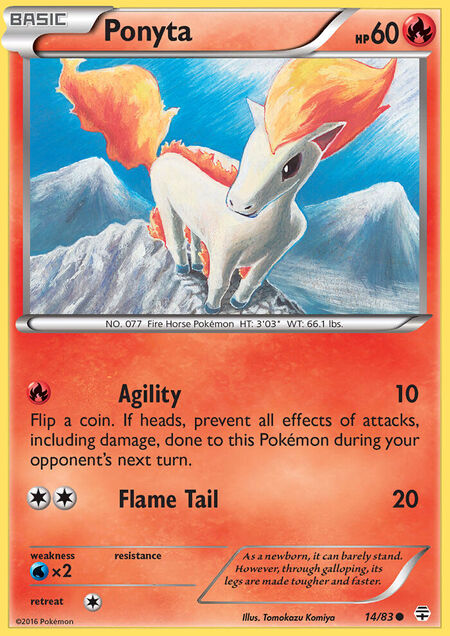 BASIC
Ponyta
HP60
NO. 077 Fire Horse Pokémon HT: 3'03" WT: 66.1 lbs.
Agility 10
Flip a coin. If heads, prevent all effects of attacks,
including damage, done to this Pokémon during your
opponent's next turn.
Flame Tail 20
weakness resistance
×2
As a newborn, it can barely stand.
However, through galloping, its
legs are made tougher and faster.
retreat
©2016 Pokémon
Illus. Tomokazu Komiya
14/83